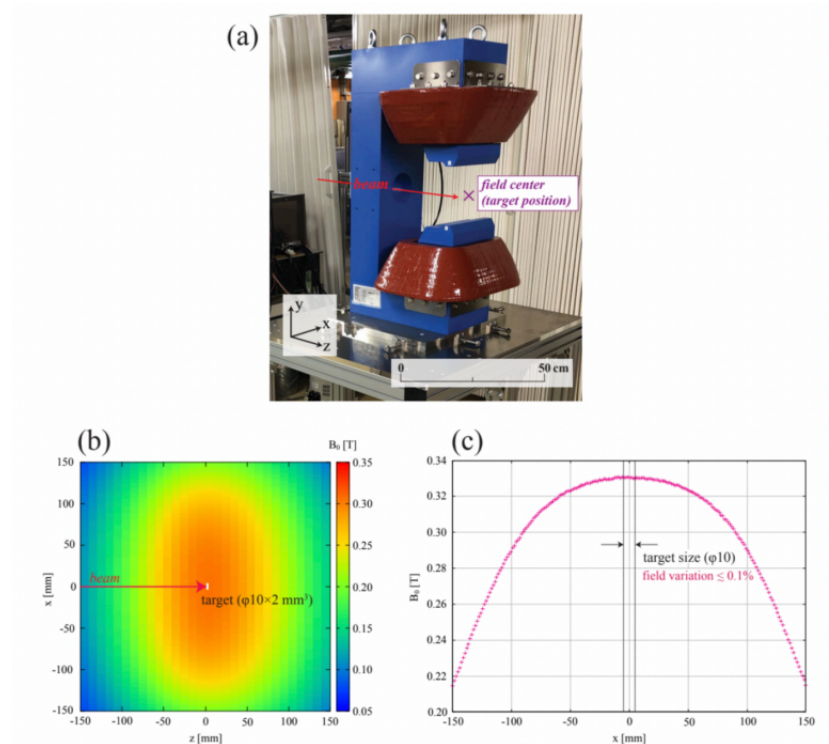 (a)
beam
field center
(target position)
y
x
z
0
50 cm
(b)
B₀ [T]
150
100
50
0
-50
-100
-150
x [mm]
beam
target (φ10×2 mm³)
-150
-100
-50
0
50
100
150
z [mm]
0.35
0.30
0.25
0.20
0.15
0.10
0.05
(c)
0.34
0.32
0.30
0.28
0.26
0.24
0.22
0.20
B₀ [T]
target size (φ10)
field variation ≤ 0.1%
-150
-100
-50
0
50
100
150
x [mm]